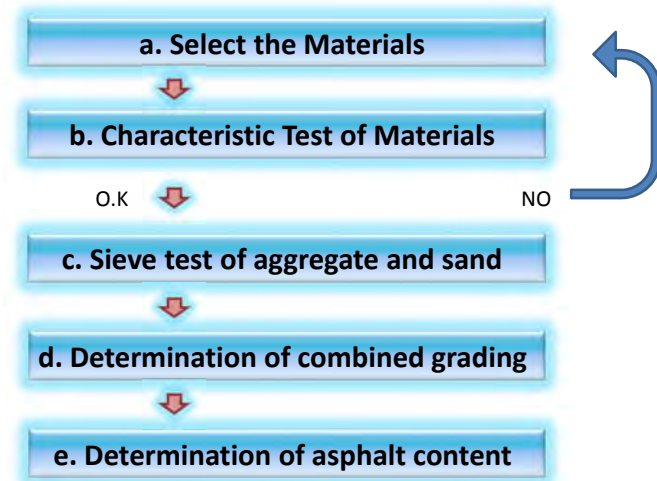 a. Select the Materials
b. Characteristic Test of Materials
O.K NO
c. Sieve test of aggregate and sand
d. Determination of combined grading
e. Determination of asphalt content